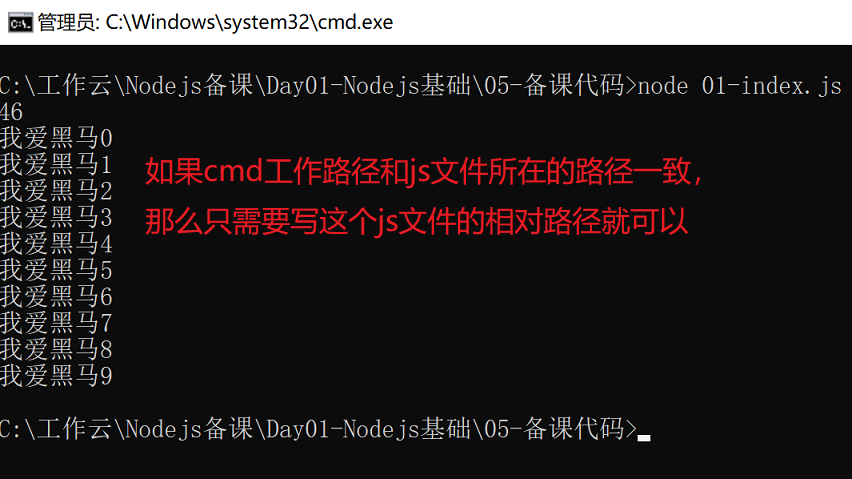 管理员: C:\Windows\system32\cmd.exe
C:\工作云\Nodejs备课\Day01-Nodejs基础\05-备课代码>node 01-index.js
46
我爱黑马0
我爱黑马1
如果cmd工作路径和js文件所在的路径一致，
我爱黑马2
我爱黑马3
那么只需要写这个js文件的相对路径就可以
我爱黑马4
我爱黑马5
我爱黑马6
我爱黑马7
我爱黑马8
我爱黑马9
C:\工作云\Nodejs备课\Day01-Nodejs基础\05-备课代码>